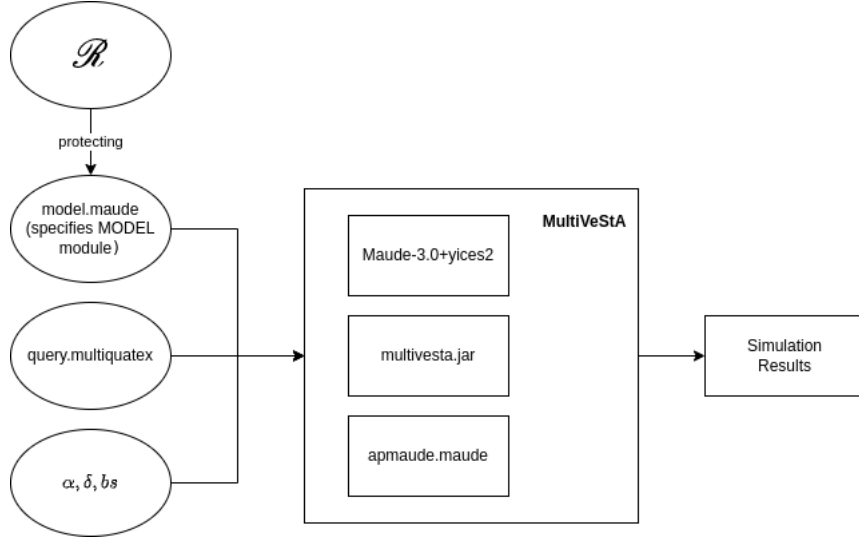 ℛ
protecting
model.maude
(specifies MODEL
module)
query.multiquatex
α, δ, bs
MultiVeStA
Maude-3.0+yices2
multivesta.jar
apmaude.maude
Simulation
Results